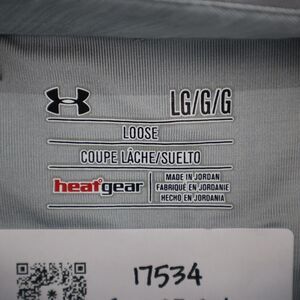 LG/G/G
LOOSE
COUPE LÂCHE/SUELTO
heatgear
MADE IN JORDAN
FABRIQUÉ EN JORDANIE
HECHO EN JORDANIA
17534